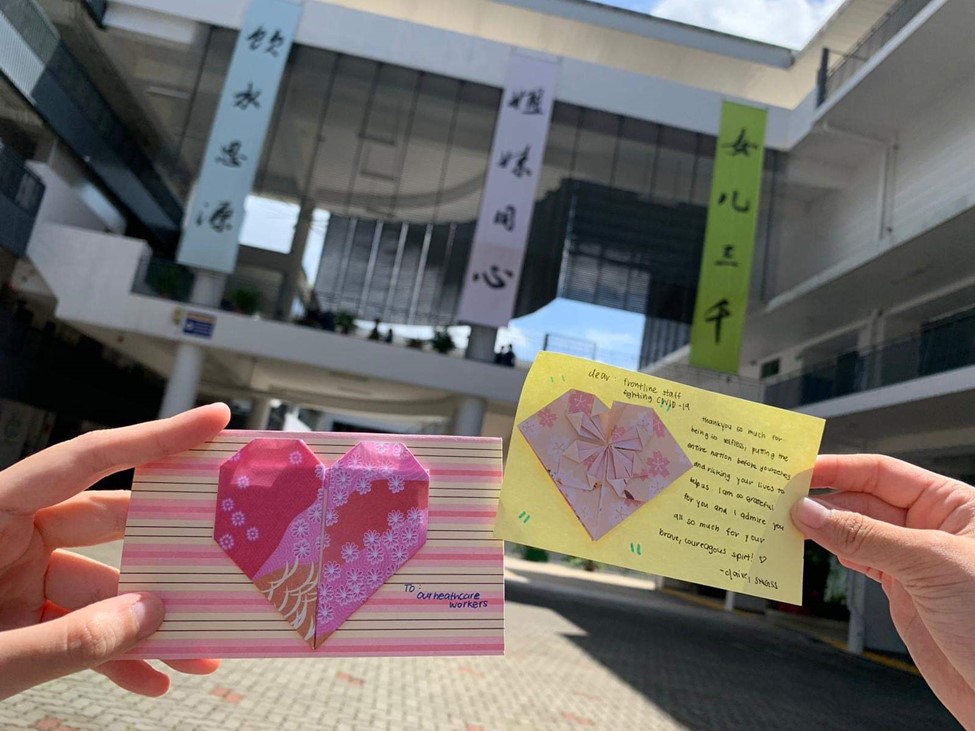 饮水思源
姐妹同心
女儿三千
dear : frontline staff
fighting COVID-19
thankyou so much for
being so selfless, putting the
entire nation before yourselves
and risking your lives to
help us. I am so grateful
for you and I admire you
all so much for your
brave, courageous spirit! ♡
-claire,
To: our heathcare
workers